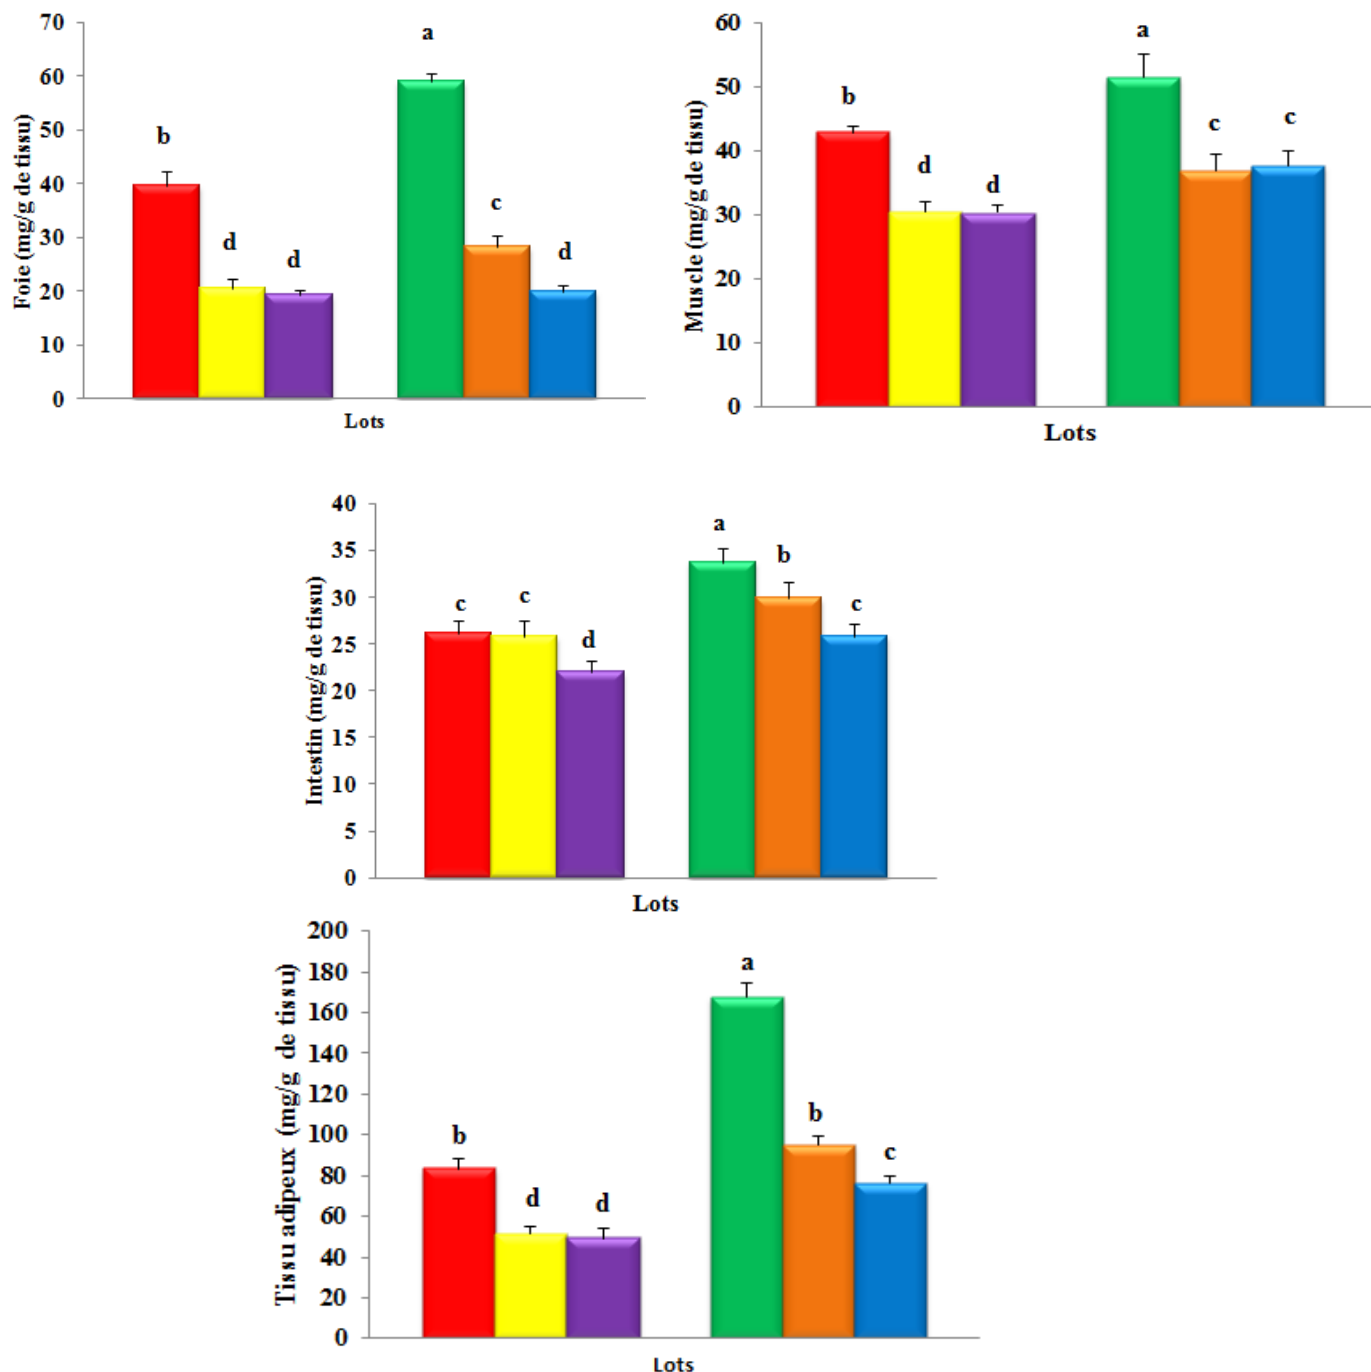 70
60
50
40
30
20
10
0
Foie (mg/g de tissu)
b
d
d
a
c
d
Lots
60
50
40
30
20
10
0
Muscle (mg/g de tissu)
b
d
d
a
c
c
Lots
40
35
30
25
20
15
10
5
0
Intestin (mg/g de tissu)
c
c
d
a
b
c
Lots
200
180
160
140
120
100
80
60
40
20
0
Tissu adipeux (mg/g de tissu)
b
d
d
a
b
c
Lots